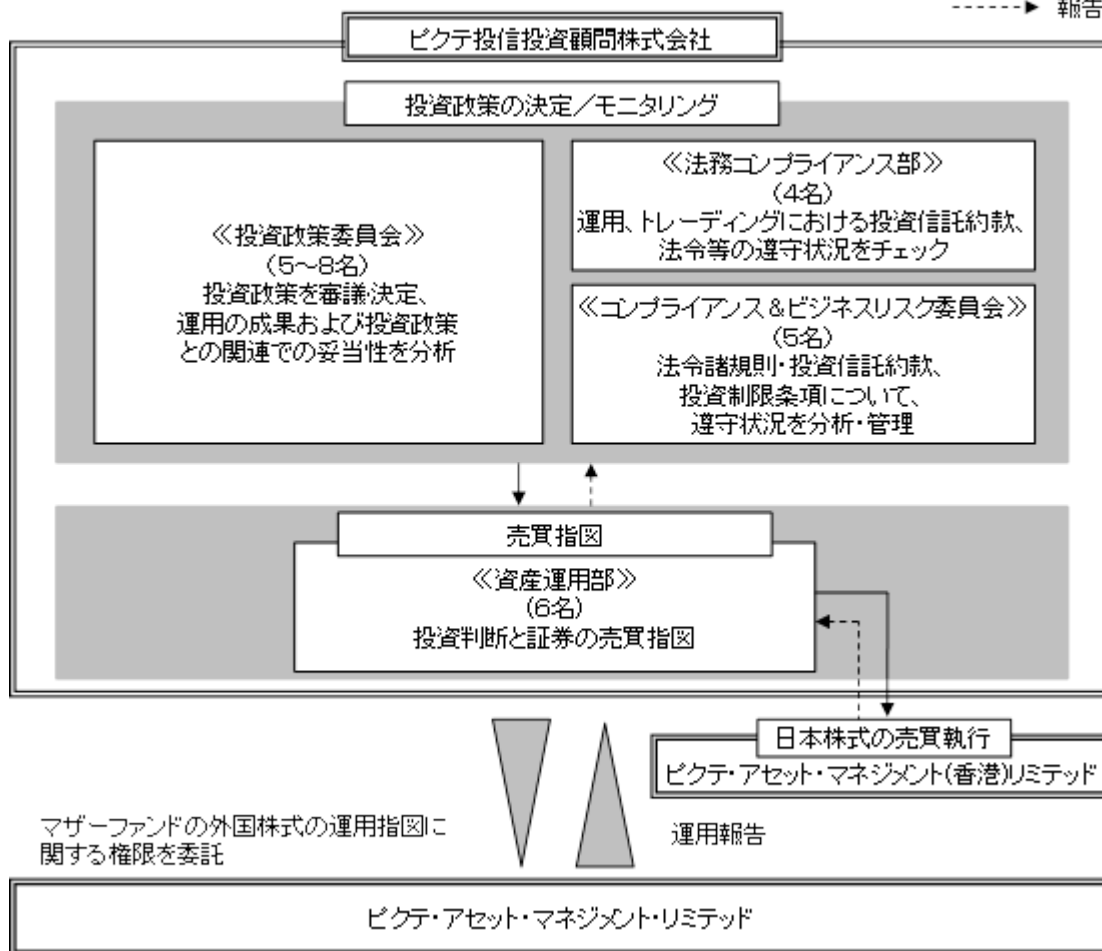 報告
ピクテ投信投資顧問株式会社
投資政策の決定／モニタリング
≪投資政策委員会≫
(5～8名)
投資政策を審議・決定、
運用の成果および投資政策
との関連での妥当性を分析
≪法務コンプライアンス部≫
(4名)
運用、トレーディングにおける投資信託約款、
法令等の遵守状況をチェック
≪コンプライアンス＆ビジネスリスク委員会≫
(5名)
法令諸規則・投資信託約款、
投資制限条項について、
遵守状況を分析・管理
売買指図
≪資産運用部≫
(6名)
投資判断と証券の売買指図
日本株式の売買執行
ピクテ・アセット・マネジメント(香港)リミテッド
マザーファンドの外国株式の運用指図に
関する権限を委託
運用報告
ピクテ・アセット・マネジメント・リミテッド